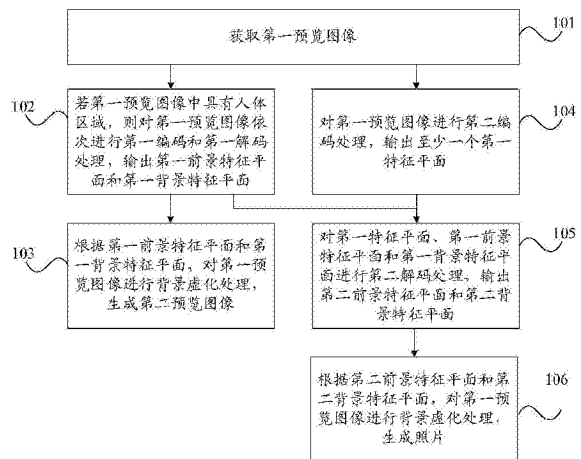 获取第一预览图像
101
102
若第一预览图像中具有人体
区域，则对第一预览图像依
次进行第一编码和第一解码
处理，输出第一前景特征平
面和第一背景特征平面
对第一预览图像进行第二编
码处理，输出至少一个第一
特征平面
104
103
根据第一前景特征平面和第
一背景特征平面，对第一预
览图像进行背景虚化处理，
生成第二预览图像
对第一特征平面、第一前景
特征平面和第一背景特征平
面进行第二解码处理，输出
第二前景特征平面和第二背
景特征平面
105
根据第二前景特征平面和第
二背景特征平面，对第一预
览图像进行背景虚化处理，
生成照片
106